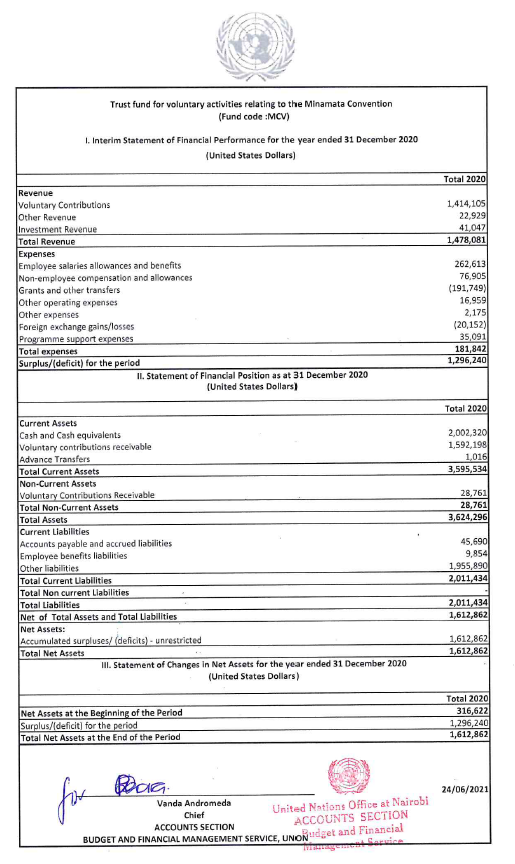 Trust fund for voluntary activities relating to the Minamata Convention
(Fund code :MCV)
I. Interim Statement of Financial Performance for the year ended 31 December 2020
(United States Dollars)
Total 2020
Revenue
Voluntary Contributions 1,414,105
Other Revenue 22,929
Investment Revenue 41,047
Total Revenue 1,478,081
Expenses
Employee salaries allowances and benefits 262,613
Non-employee compensation and allowances 76,905
Grants and other transfers (191,749)
Other operating expenses 16,959
Other expenses 2,175
Foreign exchange gains/losses (20,152)
Programme support expenses 35,091
Total expenses 181,842
Surplus/(deficit) for the period 1,296,240
II. Statement of Financial Position as at 31 December 2020
(United States Dollars)
Total 2020
Current Assets
Cash and Cash equivalents 2,002,320
Voluntary contributions receivable 1,592,198
Advance Transfers 1,016
Total Current Assets 3,595,534
Non-Current Assets
Voluntary Contributions Receivable 28,761
Total Non-Current Assets 28,761
Total Assets 3,624,296
Current Liabilities
Accounts payable and accrued liabilities 45,690
Employee benefits liabilities 9,854
Other liabilities 1,955,890
Total Current Liabilities 2,011,434
Total Non current Liabilities -
Total Liabilities 2,011,434
Net of Total Assets and Total Liabilities 1,612,862
Net Assets:
Accumulated surpluses/ (deficits) - unrestricted 1,612,862
Total Net Assets 1,612,862
III. Statement of Changes in Net Assets for the year ended 31 December 2020
(United States Dollars)
Total 2020
Net Assets at the Beginning of the Period 316,622
Surplus/(deficit) for the period 1,296,240
Total Net Assets at the End of the Period 1,612,862
24/06/2021
for
Vanda Andromeda
Chief
ACCOUNTS SECTION
BUDGET AND FINANCIAL MANAGEMENT SERVICE, UNON
United Nations Office at Nairobi
ACCOUNTS SECTION
Budget and Financial
Management Service